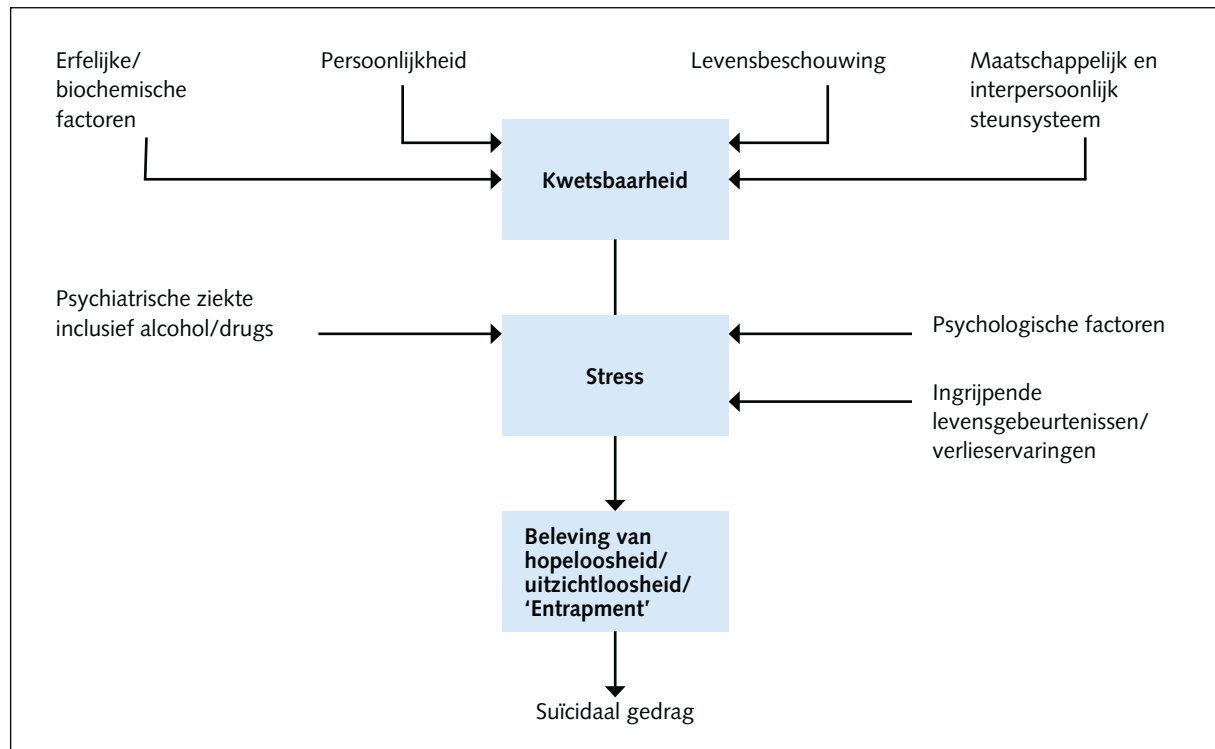 Erfelijke/
biochemische
factoren
Persoonlijkheid
Levensbeschouwing
Maatschappelijk en
interpersoonlijk
steunsysteem
Kwetsbaarheid
Psychiatrische ziekte
inclusief alcohol/drugs
Psychologische factoren
Stress
Ingrijpende
levensgebeurtenissen/
verlieservaringen
Beleving van
hopeloosheid/
uitzichtloosheid/
‘Entrapment’
Suïcidaal gedrag